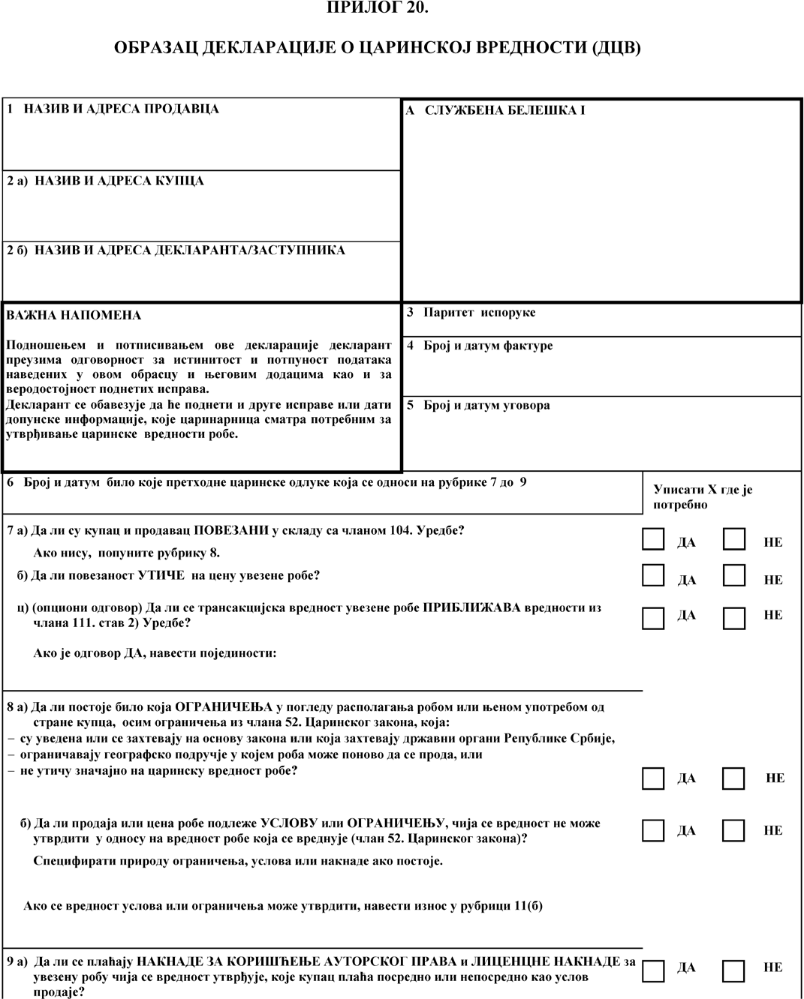 ПРИЛОГ 20.
ОБРАЗАЦ ДЕКЛАРАЦИЈЕ О ЦАРИНСКОЈ ВРЕДНОСТИ (ДЦВ)
1 НАЗИВ И АДРЕСА ПРОДАВЦА
А СЛУЖБЕНА БЕЛЕШКА I
2 а) НАЗИВ И АДРЕСА КУПЦА
2 б) НАЗИВ И АДРЕСА ДЕКЛАРАНТА/ЗАСТУПНИКА
ВАЖНА НАПОМЕНА
Подношењем и потписивањем ове декларације декларант
преузима одговорност за истинитост и потпуност података
наведених у овом обрасцу и његовим додацима као и за
веродостојност поднетих исправа.
Декларант се обавезује да ће поднети и друге исправе или дати
допунске информације, које царинарница сматра потребним за
утврђивање царинске вредности робе.
3 Паритет испоруке
4 Број и датум фактуре
5 Број и датум уговора
6 Број и датум било које претходне царинске одлуке која се односи на рубрике 7 до 9
Уписати X где је
потребно
7 а) Да ли су купац и продавац ПОВЕЗАНИ у складу са чланом 104. Уредбе?
ДА НЕ
Ако нису, попуните рубрику 8.
б) Да ли повезаност УТИЧЕ на цену увезене робе?
ДА НЕ
ц) (опциони одговор) Да ли се трансакцијска вредност увезене робе ПРИБЛИЖАВА вредности из
члана 111. став 2) Уредбе?
ДА НЕ
Ако је одговор ДА, навести појединости:
8 а) Да ли постоје било која ОГРАНИЧЕЊА у погледу располагања робом или њеном употребом од
стране купца, осим ограничења из члана 52. Царинског закона, која:
– су уведена или се захтевају на основу закона или која захтевају државни органи Републике Србије,
– ограничавају географско подручје у којем роба може поново да се прода, или
– не утичу значајно на царинску вредност робе?
ДА НЕ
б) Да ли продаја или цена робе подлеже УСЛОВУ или ОГРАНИЧЕЊУ, чија се вредност не може
утврдити у односу на вредност робе која се вреднује (члан 52. Царинског закона)?
ДА НЕ
Специфирати природу ограничења, услова или накнаде ако постоје.
Ако се вредност услова или ограничења може утврдити, навести износ у рубрици 11(б)
9 а) Да ли се плаћају НАКНАДЕ ЗА КОРИШЋЕЊЕ АУТОРСКОГ ПРАВА и ЛИЦЕНЦНЕ НАКНАДЕ за
увезену робу чија се вредност утврђује, које купац плаћа посредно или непосредно као услов
продаје?
ДА НЕ